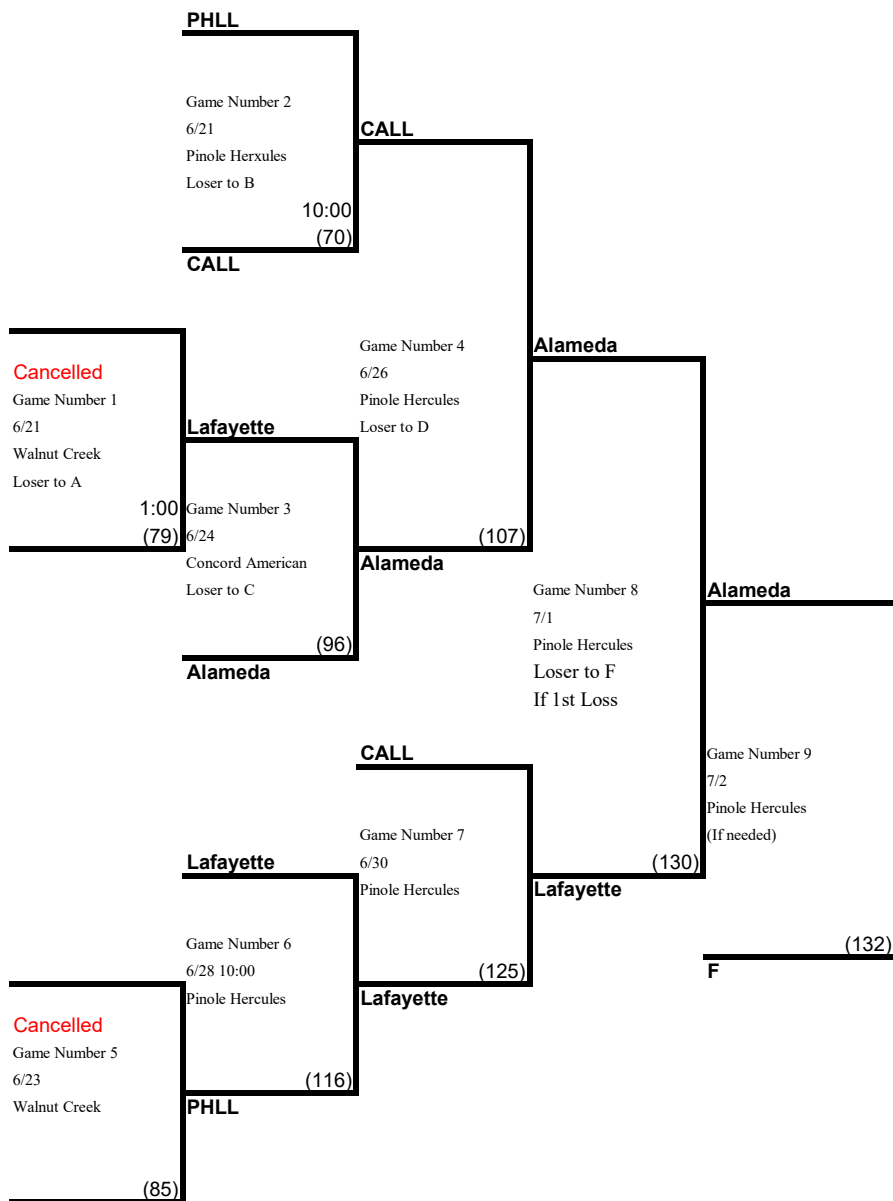 PHLL
Game Number 2
6/21
Pinole Herxules
Loser to B
10:00
(70)
CALL
CALL
Cancelled
Game Number 1
6/21
Walnut Creek
Loser to A
1:00
(79)
Lafayette
Game Number 3
6/24
Concord American
Loser to C
(96)
Alameda
Game Number 4
6/26
Pinole Hercules
Loser to D
(107)
Alameda
Alameda
Game Number 8
7/1
Pinole Hercules
Loser to F
If 1st Loss
(130)
Lafayette
Alameda
Game Number 9
7/2
Pinole Hercules
(If needed)
(132)
F
CALL
Game Number 7
6/30
Pinole Hercules
(125)
Lafayette
Lafayette
Game Number 6
6/28 10:00
Pinole Hercules
(116)
PHLL
Cancelled
Game Number 5
6/23
Walnut Creek
(85)